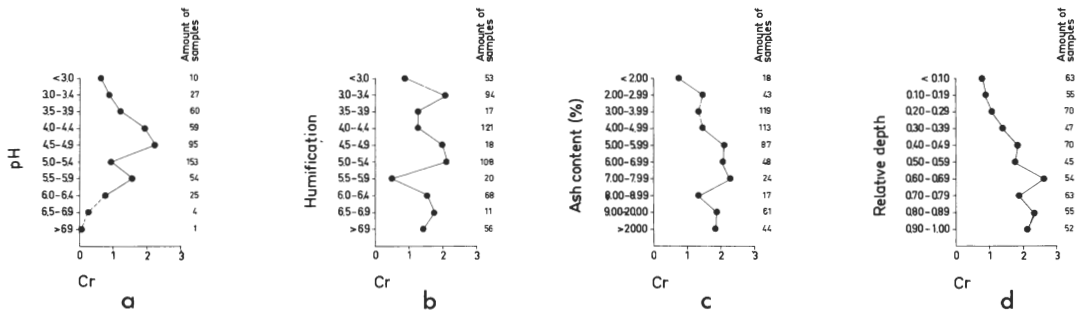 Amount of
samples
pH
< 3.0 10
3.0-3.4 27
3.5-3.9 60
4.0-4.4 59
4.5-4.9 95
5.0-5.4 153
5.5-5.9 54
6.0-6.4 25
6.5-6.9 4
> 6.9 1
0 1 2 3
Cr
a
Amount of
samples
Humification
< 3.0 53
3.0-3.4 94
3.5-3.9 17
4.0-4.4 121
4.5-4.9 18
5.0-5.4 108
5.5-5.9 20
6.0-6.4 68
6.5-6.9 11
> 6.9 56
0 1 2 3
Cr
b
Amount of
samples
Ash content (%)
< 2.00 18
2.00-2.99 43
3.00-3.99 119
4.00-4.99 113
5.00-5.99 87
6.00-6.99 48
7.00-7.99 24
8.00-8.99 17
9.00-20.00 61
> 20.00 44
0 1 2 3
Cr
c
Amount of
samples
Relative depth
< 0.10 63
0.10-0.19 55
0.20-0.29 70
0.30-0.39 47
0.40-0.49 70
0.50-0.59 45
0.60-0.69 54
0.70-0.79 63
0.80-0.89 55
0.90-1.00 52
0 1 2 3
Cr
d